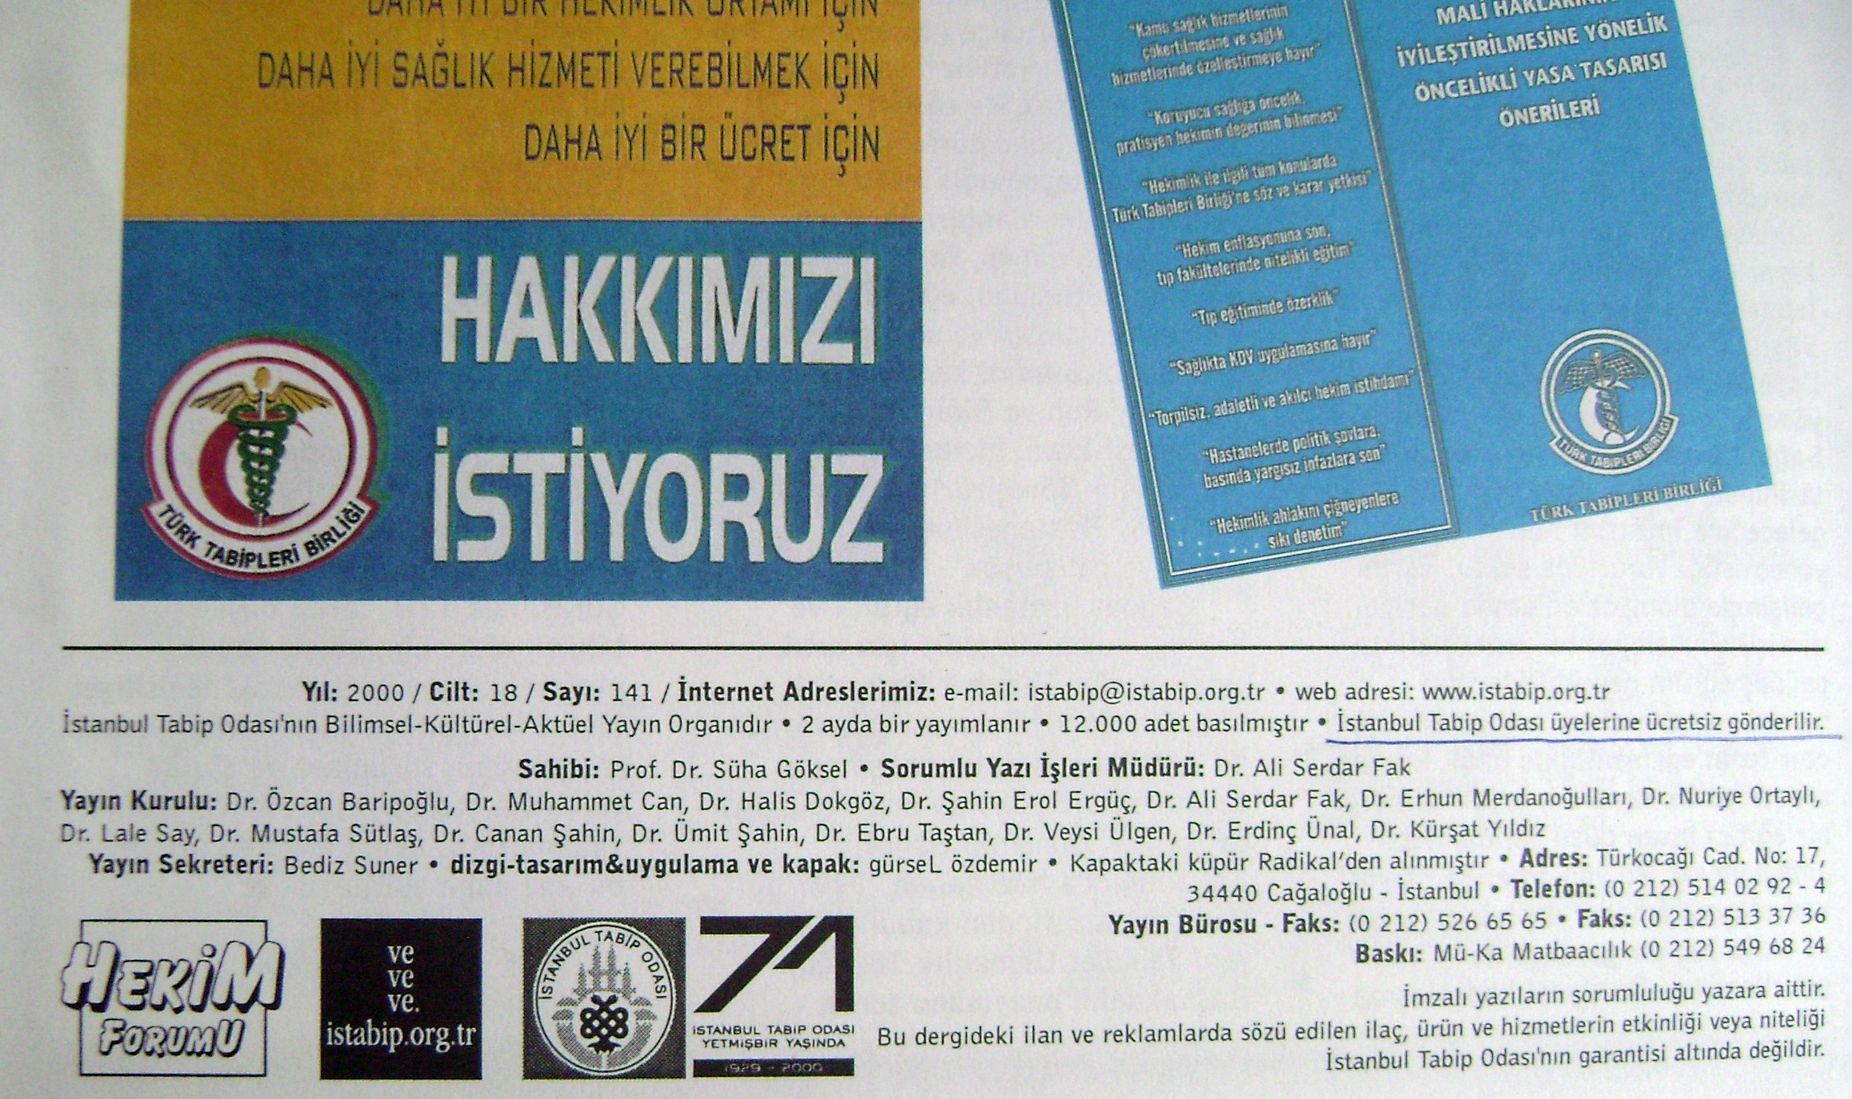 DAHA İYİ BİR HEKİMLİK ORTAMI İÇİN
DAHA İYİ SAĞLIK HİZMETİ VEREBİLMEK İÇİN
DAHA İYİ BİR ÜCRET İÇİN
HAKKIMIZI
İSTİYORUZ
TÜRK TABİPLERİ BİRLİĞİ
"Kamu sağlık hizmetlerinin
çökertilmesine ve sağlık
hizmetlerinde özelleştirmeye hayır"
"Koruyucu sağlığa öncelik,
pratisyen hekimin değerinin bilinmesi"
"Hekimlik ile ilgili tüm konularda
Türk Tabipleri Birliği'ne söz ve karar yetkisi"
"Hekim enflasyonuna son,
tıp fakültelerinde nitelikli eğitim"
"Tıp eğitiminde özerklik"
"Sağlıkta KDV uygulamasına hayır"
"Torpilsiz, adaletli ve akılcı hekim istihdamı"
"Hastanelerde politik şovlara,
basında yargısız infazlara son"
"Hekimlik ahlakını çiğneyenlere
sıkı denetim"
MALİ HAKLARININ
İYİLEŞTİRİLMESİNE YÖNELİK
ÖNCELİKLİ YASA TASARISI
ÖNERİLERİ
TÜRK TABİPLERİ BİRLİĞİ
TÜRK TABİPLERİ BİRLİĞİ
Yıl: 2000 / Cilt: 18 / Sayı: 141 / İnternet Adreslerimiz: e-mail: istabip@istabip.org.tr • web adresi: www.istabip.org.tr
İstanbul Tabip Odası'nın Bilimsel-Kültürel-Aktüel Yayın Organıdır • 2 ayda bir yayımlanır • 12.000 adet basılmıştır • İstanbul Tabip Odası üyelerine ücretsiz gönderilir.
Sahibi: Prof. Dr. Süha Göksel • Sorumlu Yazı İşleri Müdürü: Dr. Ali Serdar Fak
Yayın Kurulu: Dr. Özcan Baripoğlu, Dr. Muhammet Can, Dr. Halis Dokgöz, Dr. Şahin Erol Ergüç, Dr. Ali Serdar Fak, Dr. Erhun Merdanoğulları, Dr. Nuriye Ortaylı,
Dr. Lale Say, Dr. Mustafa Sütlaş, Dr. Canan Şahin, Dr. Ümit Şahin, Dr. Ebru Taştan, Dr. Veysi Ülgen, Dr. Erdinç Ünal, Dr. Kürşat Yıldız
Yayın Sekreteri: Bediz Suner • dizgi-tasarım&uygulama ve kapak: gürseL özdemir • Kapaktaki küpür Radikal'den alınmıştır • Adres: Türkocağı Cad. No: 17,
34440 Cağaloğlu - İstanbul • Telefon: (0 212) 514 02 92 - 4
Yayın Bürosu - Faks: (0 212) 526 65 65 • Faks: (0 212) 513 37 36
Baskı: Mü-Ka Matbaacılık (0 212) 549 68 24
İmzalı yazıların sorumluluğu yazara aittir.
Bu dergideki ilan ve reklamlarda sözü edilen ilaç, ürün ve hizmetlerin etkinliği veya niteliği
İstanbul Tabip Odası'nın garantisi altında değildir.
HEKİM
FORUMU
ve
ve
ve.
istabip.org.tr
İSTANBUL TABİP ODASI
71
İSTANBUL TABİP ODASI
YETMİŞBİR YAŞINDA
1929 - 2000